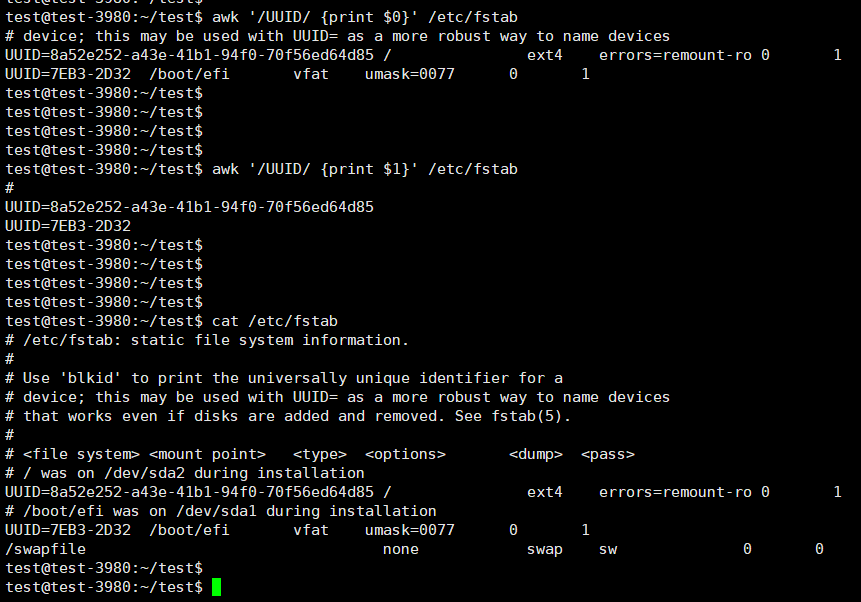 test@test-3980:~/test$ awk '/UUID/ {print $0}' /etc/fstab
# device; this may be used with UUID= as a more robust way to name devices
UUID=8a52e252-a43e-41b1-94f0-70f56ed64d85 /               ext4    errors=remount-ro 0       1
UUID=7EB3-2D32  /boot/efi       vfat    umask=0077      0       1
test@test-3980:~/test$
test@test-3980:~/test$
test@test-3980:~/test$
test@test-3980:~/test$
test@test-3980:~/test$ awk '/UUID/ {print $1}' /etc/fstab
#
UUID=8a52e252-a43e-41b1-94f0-70f56ed64d85
UUID=7EB3-2D32
test@test-3980:~/test$
test@test-3980:~/test$
test@test-3980:~/test$
test@test-3980:~/test$
test@test-3980:~/test$ cat /etc/fstab
# /etc/fstab: static file system information.
#
# Use 'blkid' to print the universally unique identifier for a
# device; this may be used with UUID= as a more robust way to name devices
# that works even if disks are added and removed. See fstab(5).
#
# <file system> <mount point>   <type>  <options>       <dump>  <pass>
# / was on /dev/sda2 during installation
UUID=8a52e252-a43e-41b1-94f0-70f56ed64d85 /               ext4    errors=remount-ro 0       1
# /boot/efi was on /dev/sda1 during installation
UUID=7EB3-2D32  /boot/efi       vfat    umask=0077      0       1
/swapfile                                 none            swap    sw              0       0
test@test-3980:~/test$
test@test-3980:~/test$